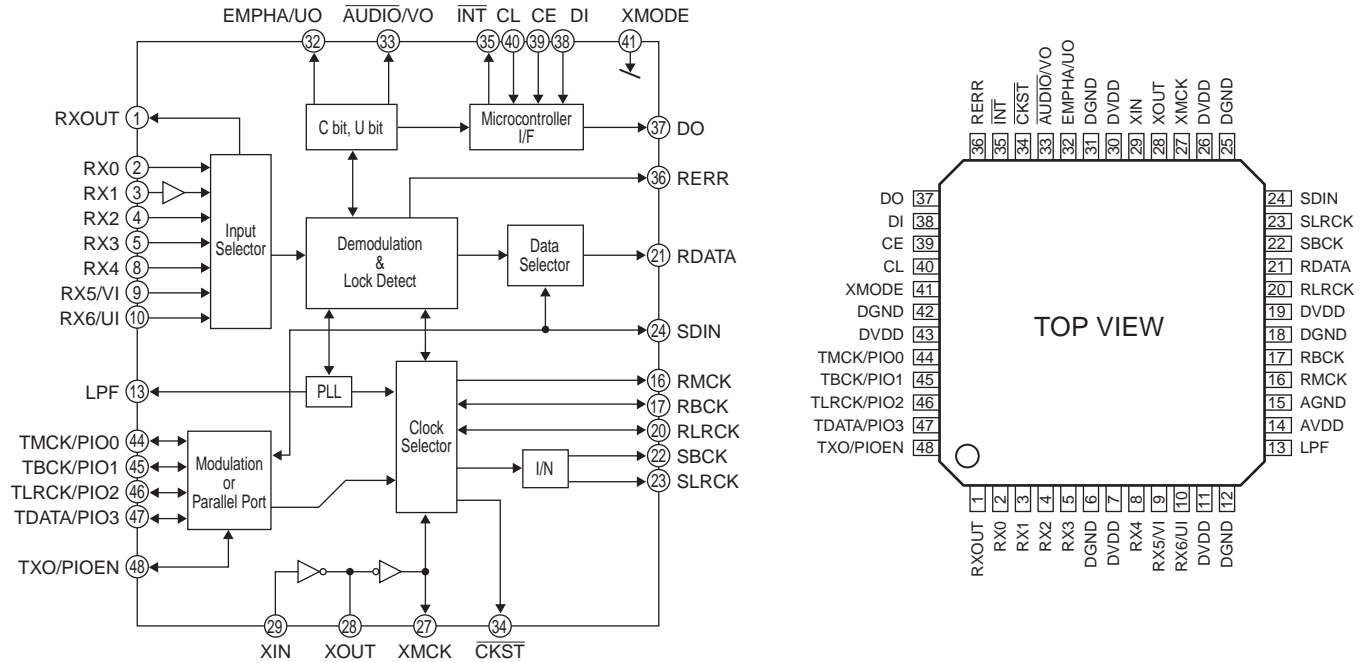 EMPHA/UO AUDIO/VO INT CL CE DI XMODE
32 33 35 40 39 38 41
RXOUT 1
C bit, U bit
Microcontroller
I/F
37 DO
RX0 2
RX1 3
RX2 4
RX3 5
RX4 8
RX5/VI 9
RX6/UI 10
Input
Selector
Demodulation
&
Lock Detect
Data
Selector
36 RERR
21 RDATA
24 SDIN
LPF 13
PLL
Clock
Selector
16 RMCK
17 RBCK
20 RLRCK
22 SBCK
23 SLRCK
I/N
TMCK/PIO0 44
TBCK/PIO1 45
TLRCK/PIO2 46
TDATA/PIO3 47
TXO/PIOEN 48
Modulation
or
Parallel Port
29 28 27 34
XIN XOUT XMCK CKST
RERR INT CKST AUDIO/VO EMPHA/UO DGND DVDD XIN XOUT XMCK DVDD DGND
36 35 34 33 32 31 30 29 28 27 26 25
DO 37
DI 38
CE 39
CL 40
XMODE 41
DGND 42
DVDD 43
TMCK/PIO0 44
TBCK/PIO1 45
TLRCK/PIO2 46
TDATA/PIO3 47
TXO/PIOEN 48
TOP VIEW
24 SDIN
23 SLRCK
22 SBCK
21 RDATA
20 RLRCK
19 DVDD
18 DGND
17 RBCK
16 RMCK
15 AGND
14 AVDD
13 LPF
1 2 3 4 5 6 7 8 9 10 11 12
RXOUT RX0 RX1 RX2 RX3 DGND DVDD RX4 RX5/VI RX6/UI DVDD DGND